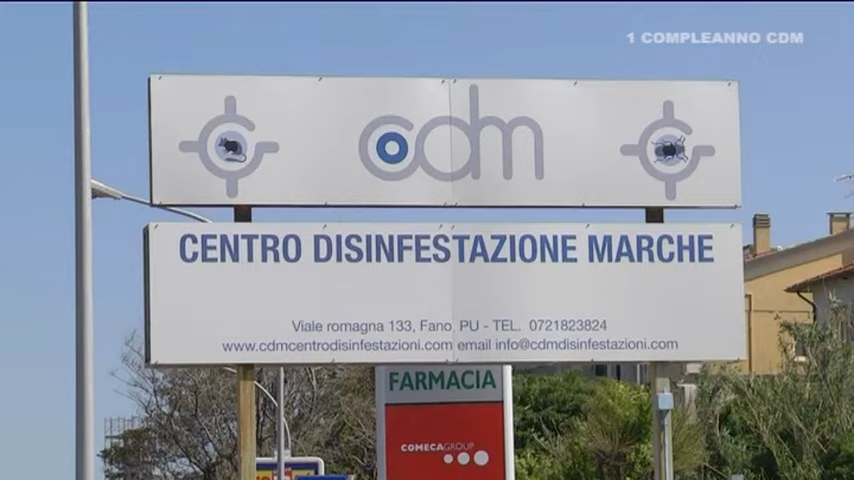 1 COMPLEANNO CDM
cdm
CENTRO DISINFESTAZIONE MARCHE
Viale romagna 133, Fano, PU - TEL. 0721823824
www.cdmcentrodisinfestazioni.com email info@cdmdisinfestazioni.com
FARMACIA
COMECAGROUP